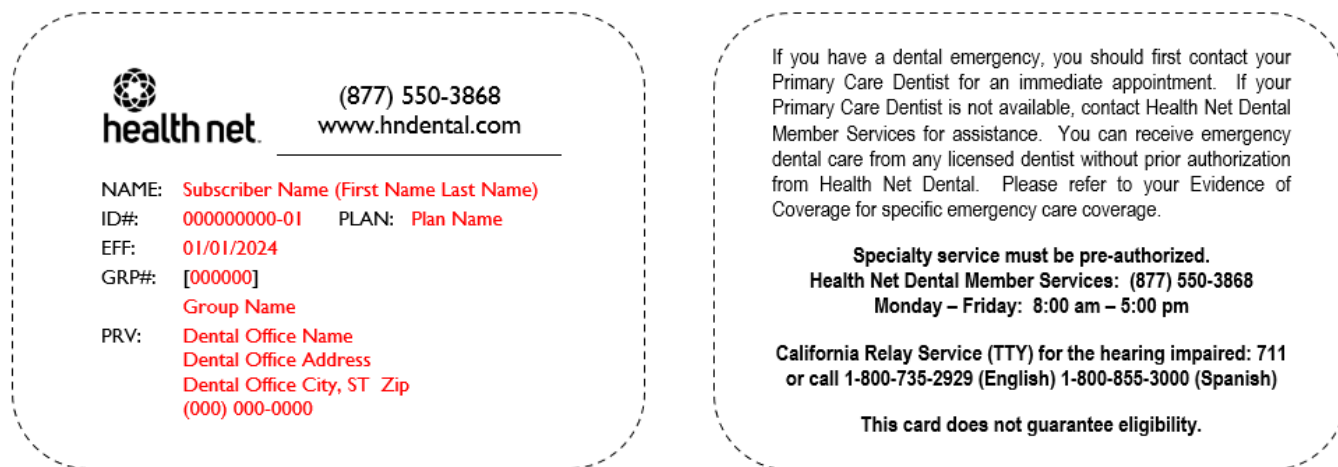 health net.
(877) 550-3868
www.hndental.com
NAME: Subscriber Name (First Name Last Name)
ID#: 000000000-01 PLAN: Plan Name
EFF: 01/01/2024
GRP#: [000000]
Group Name
PRV: Dental Office Name
Dental Office Address
Dental Office City, ST Zip
(000) 000-0000
If you have a dental emergency, you should first contact your
Primary Care Dentist for an immediate appointment. If your
Primary Care Dentist is not available, contact Health Net Dental
Member Services for assistance. You can receive emergency
dental care from any licensed dentist without prior authorization
from Health Net Dental. Please refer to your Evidence of
Coverage for specific emergency care coverage.
Specialty service must be pre-authorized.
Health Net Dental Member Services: (877) 550-3868
Monday – Friday: 8:00 am – 5:00 pm
California Relay Service (TTY) for the hearing impaired: 711
or call 1-800-735-2929 (English) 1-800-855-3000 (Spanish)
This card does not guarantee eligibility.